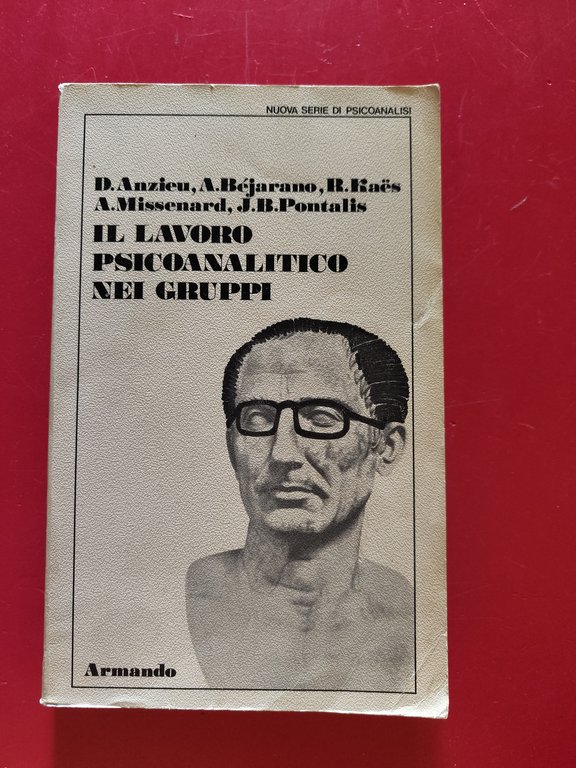 NUOVA SERIE DI PSICOANALISI
D.Anzieu, A.Béjarano, R.Kaës
A.Missenard, J.B.Pontalis
IL LAVORO
PSICOANALITICO
NEI GRUPPI
Armando